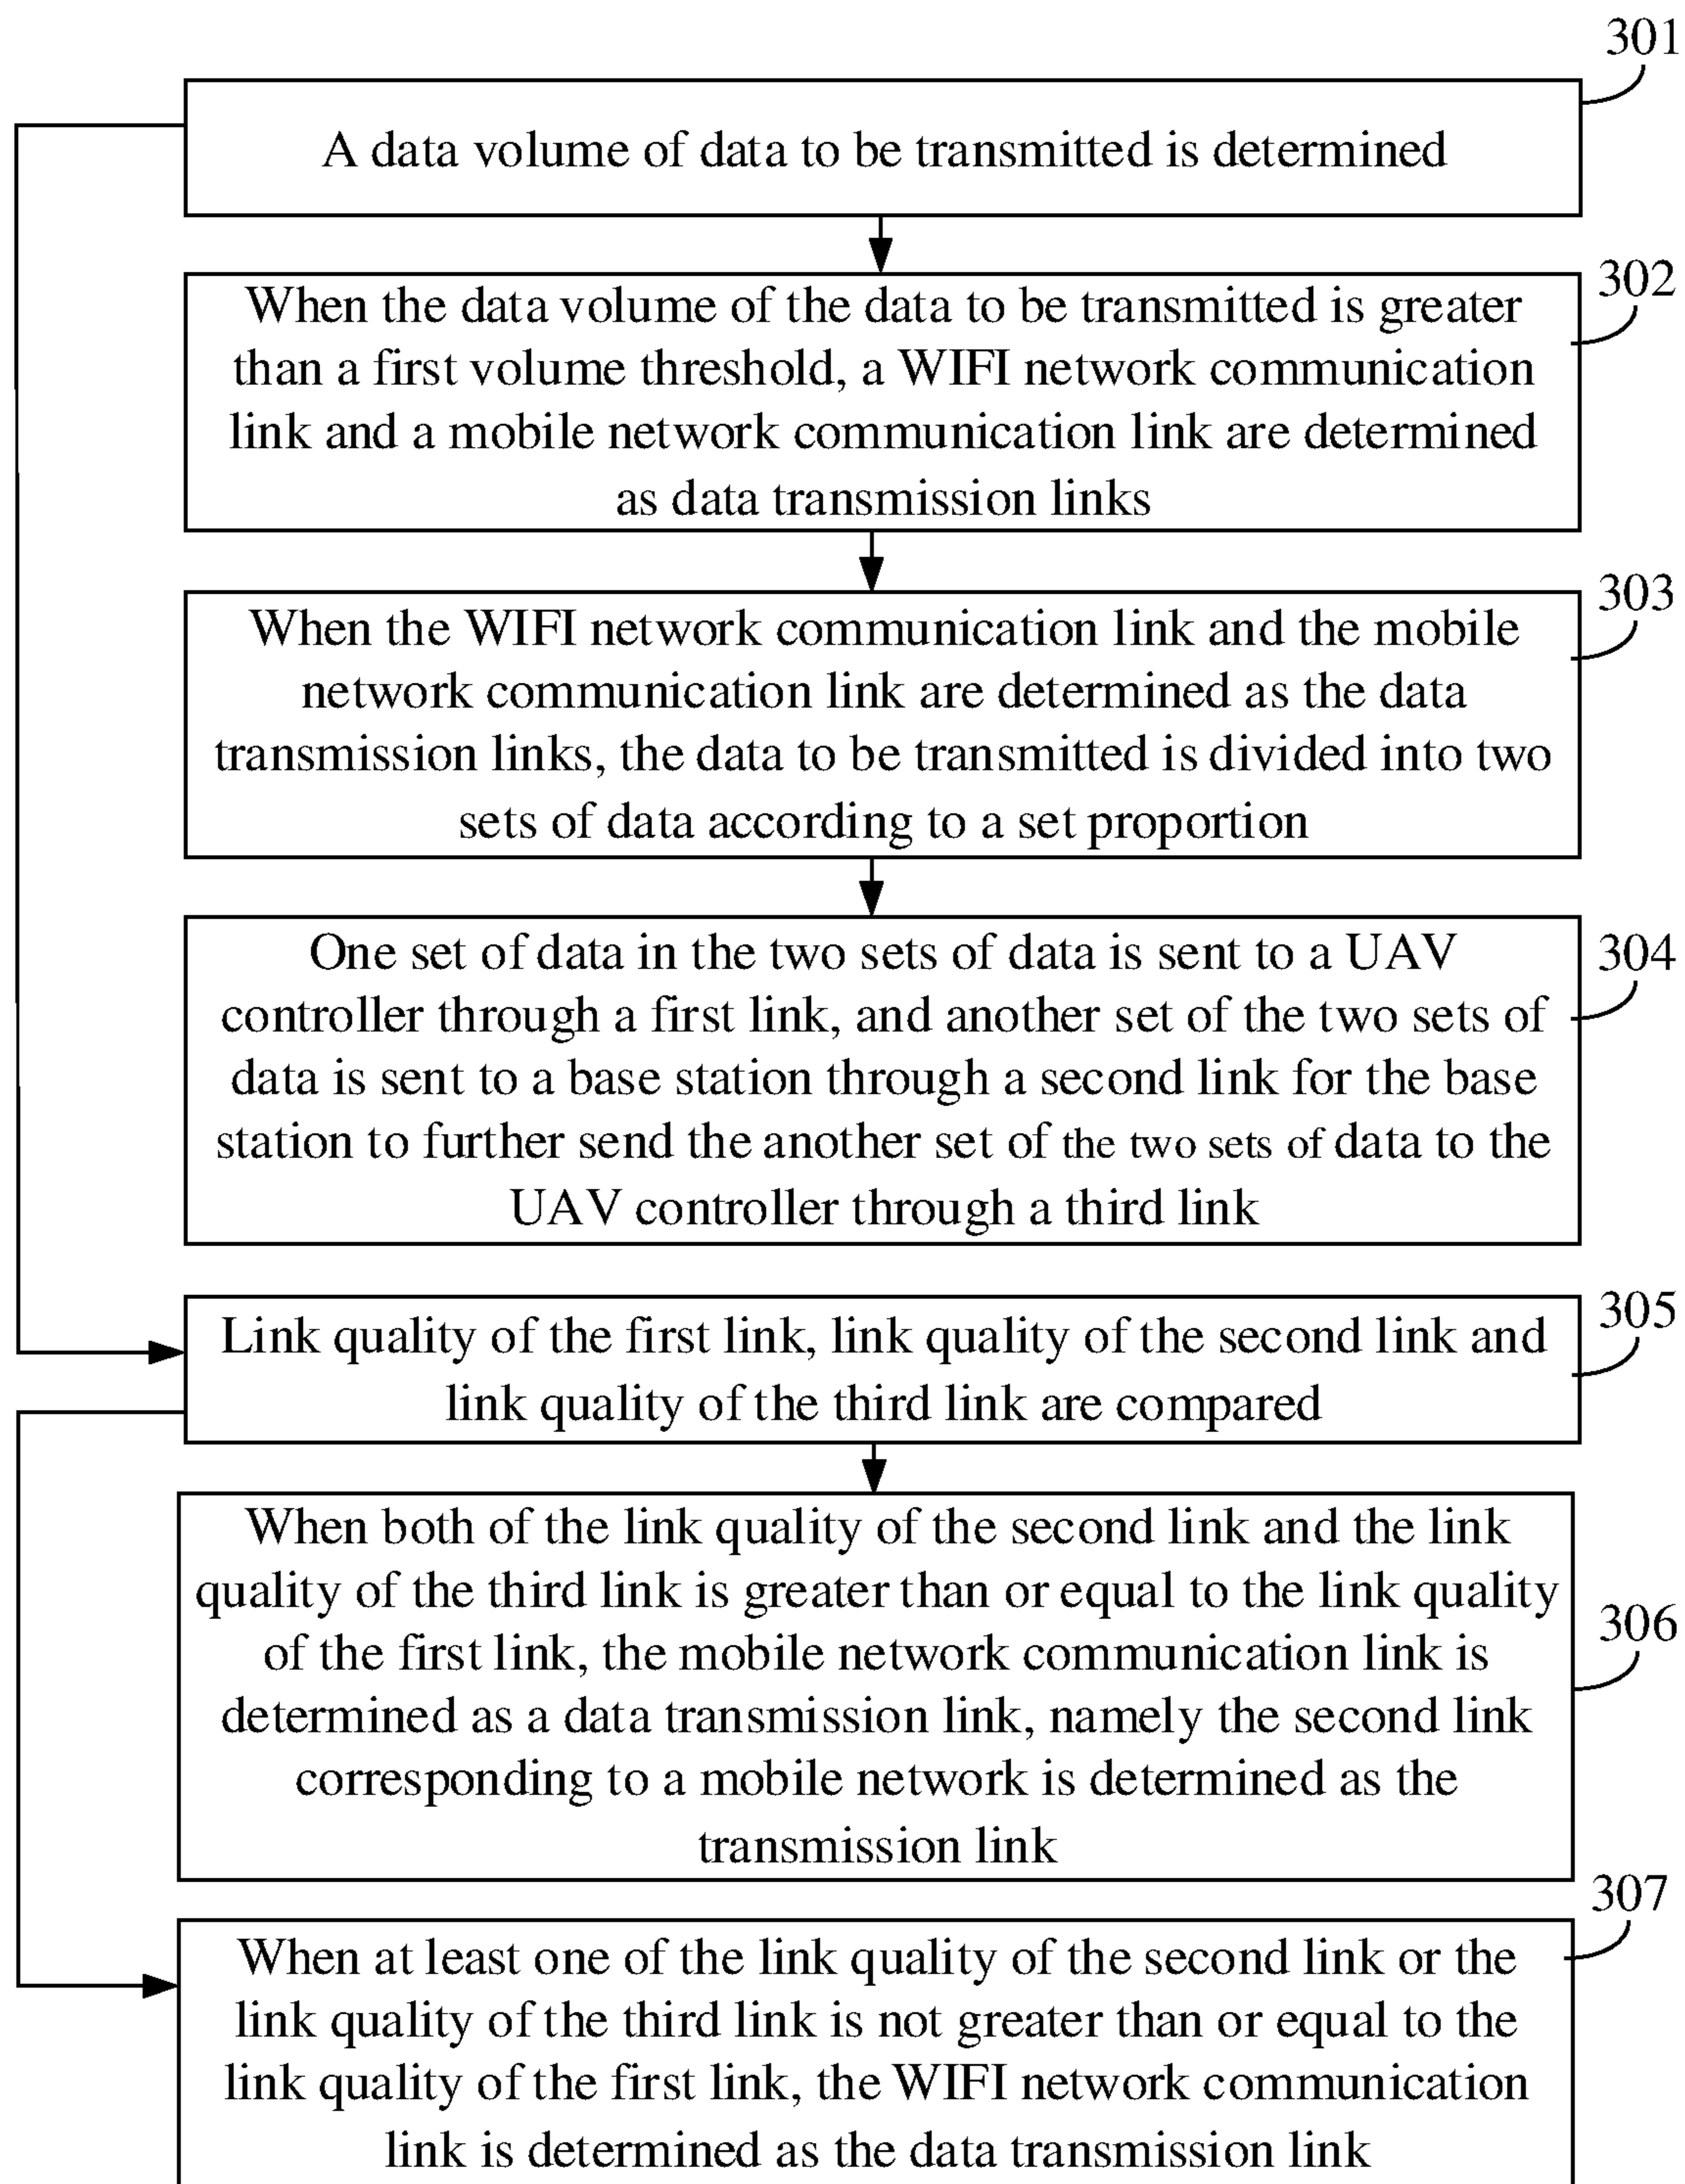 301
A data volume of data to be transmitted is determined
302
When the data volume of the data to be transmitted is greater
than a first volume threshold, a WIFI network communication
link and a mobile network communication link are determined
as data transmission links
303
When the WIFI network communication link and the mobile
network communication link are determined as the data
transmission links, the data to be transmitted is divided into two
sets of data according to a set proportion
304
One set of data in the two sets of data is sent to a UAV
controller through a first link, and another set of the two sets of
data is sent to a base station through a second link for the base
station to further send the another set of the two sets of data to the
UAV controller through a third link
305
Link quality of the first link, link quality of the second link and
link quality of the third link are compared
306
When both of the link quality of the second link and the link
quality of the third link is greater than or equal to the link quality
of the first link, the mobile network communication link is
determined as a data transmission link, namely the second link
corresponding to a mobile network is determined as the
transmission link
307
When at least one of the link quality of the second link or the
link quality of the third link is not greater than or equal to the
link quality of the first link, the WIFI network communication
link is determined as the data transmission link